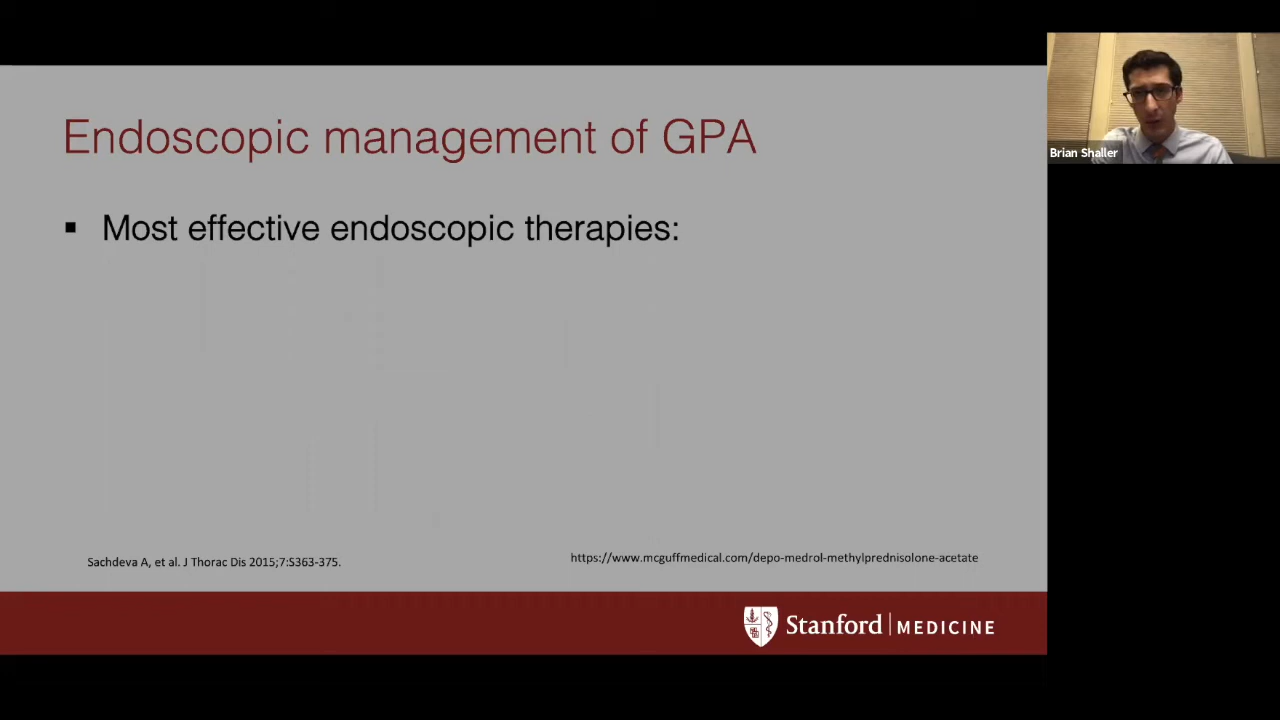 Endoscopic management of GPA
▪ Most effective endoscopic therapies:
Sachdeva A, et al. J Thorac Dis 2015;7:S363-375.
https://www.mcguffmedical.com/depo-medrol-methylprednisolone-acetate
Stanford MEDICINE
Brian Shaller